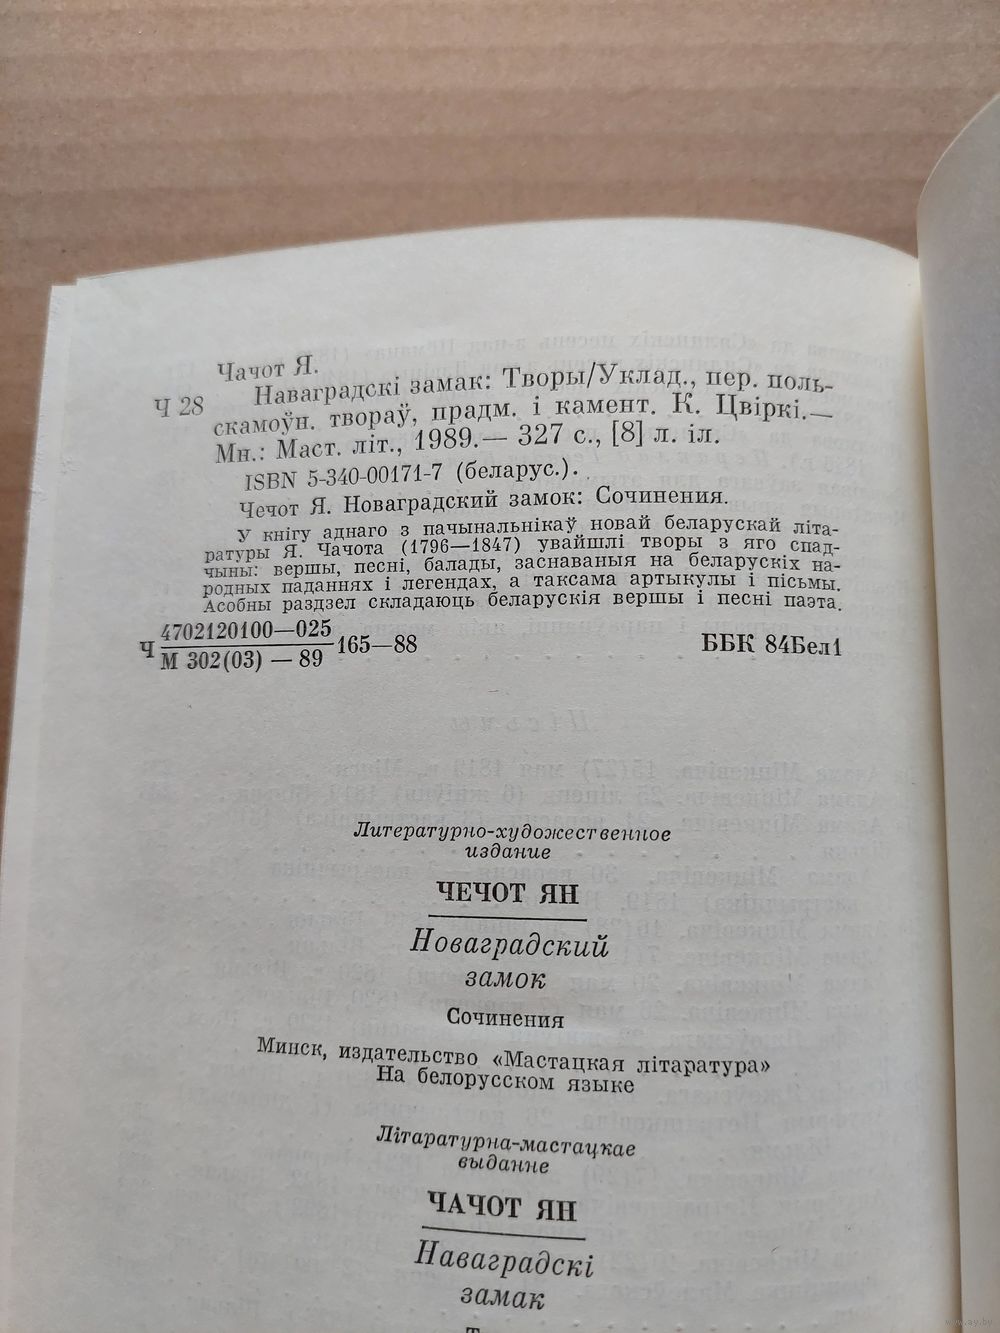 Чачот Я.
Ч 28 Наваградскі замак: Творы/Уклад., пер. поль-
скамоўн. твораў, прадм. і камент. К. Цвіркі.—
Мн.: Маст. літ., 1989.— 327 с., [8] л. іл.
ISBN 5-340-00171-7 (беларус.).
Чечот Я. Новаградский замок: Сочинения.
У кнігу аднаго з пачынальнікаў новай беларускай літа-
ратуры Я. Чачота (1796—1847) увайшлі творы з яго спад-
чыны: вершы, песні, балады, заснаваныя на беларускіх на-
родных паданнях і легендах, а таксама артыкулы і пісьмы.
Асобны раздзел складаюць беларускія вершы і песні паэта.
4702120100—025
Ч 165—88 ББК 84Бел1
М 302(03) — 89
Литературно-художественное
издание
ЧЕЧОТ ЯН
Новаградский
замок
Сочинения
Минск, издательство «Мастацкая літаратура»
На белорусском языке
Літаратурна-мастацкае
выданне
ЧАЧОТ ЯН
Наваградскі
замак
www.ay.by